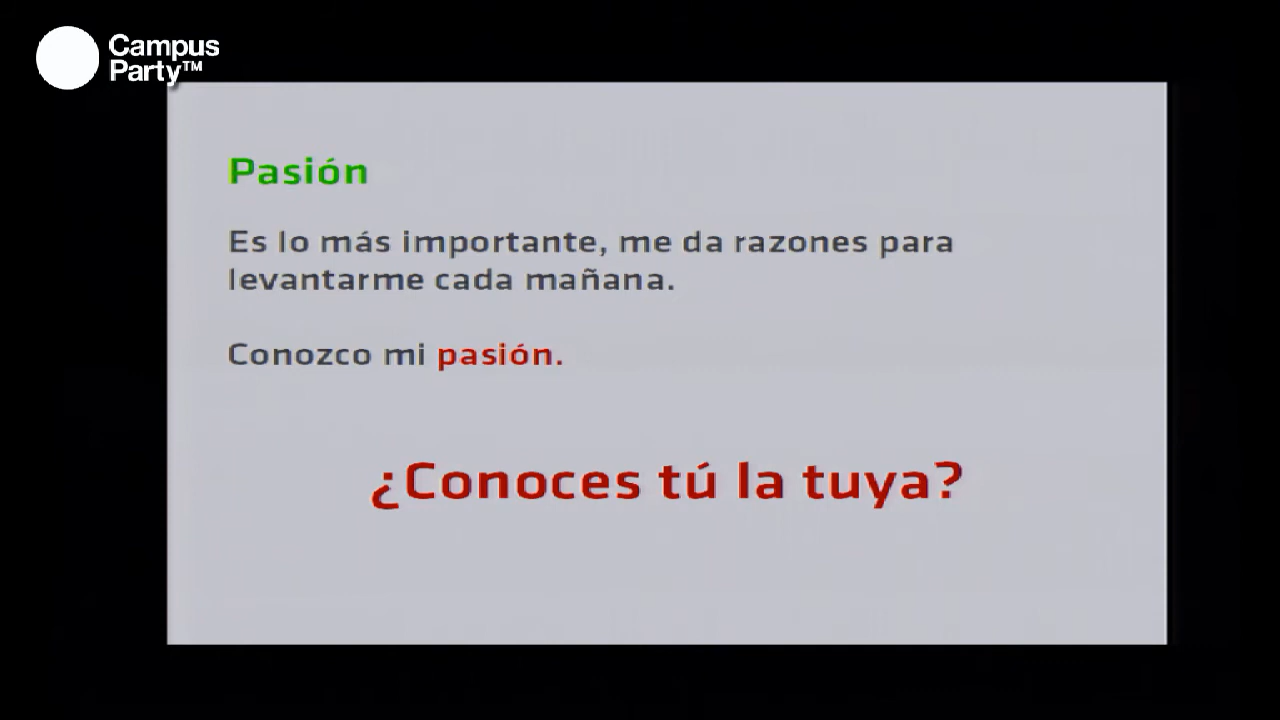 Campus
Party™
Pasión
Es lo más importante, me da razones para
levantarme cada mañana.
Conozco mi pasión.
¿Conoces tú la tuya?